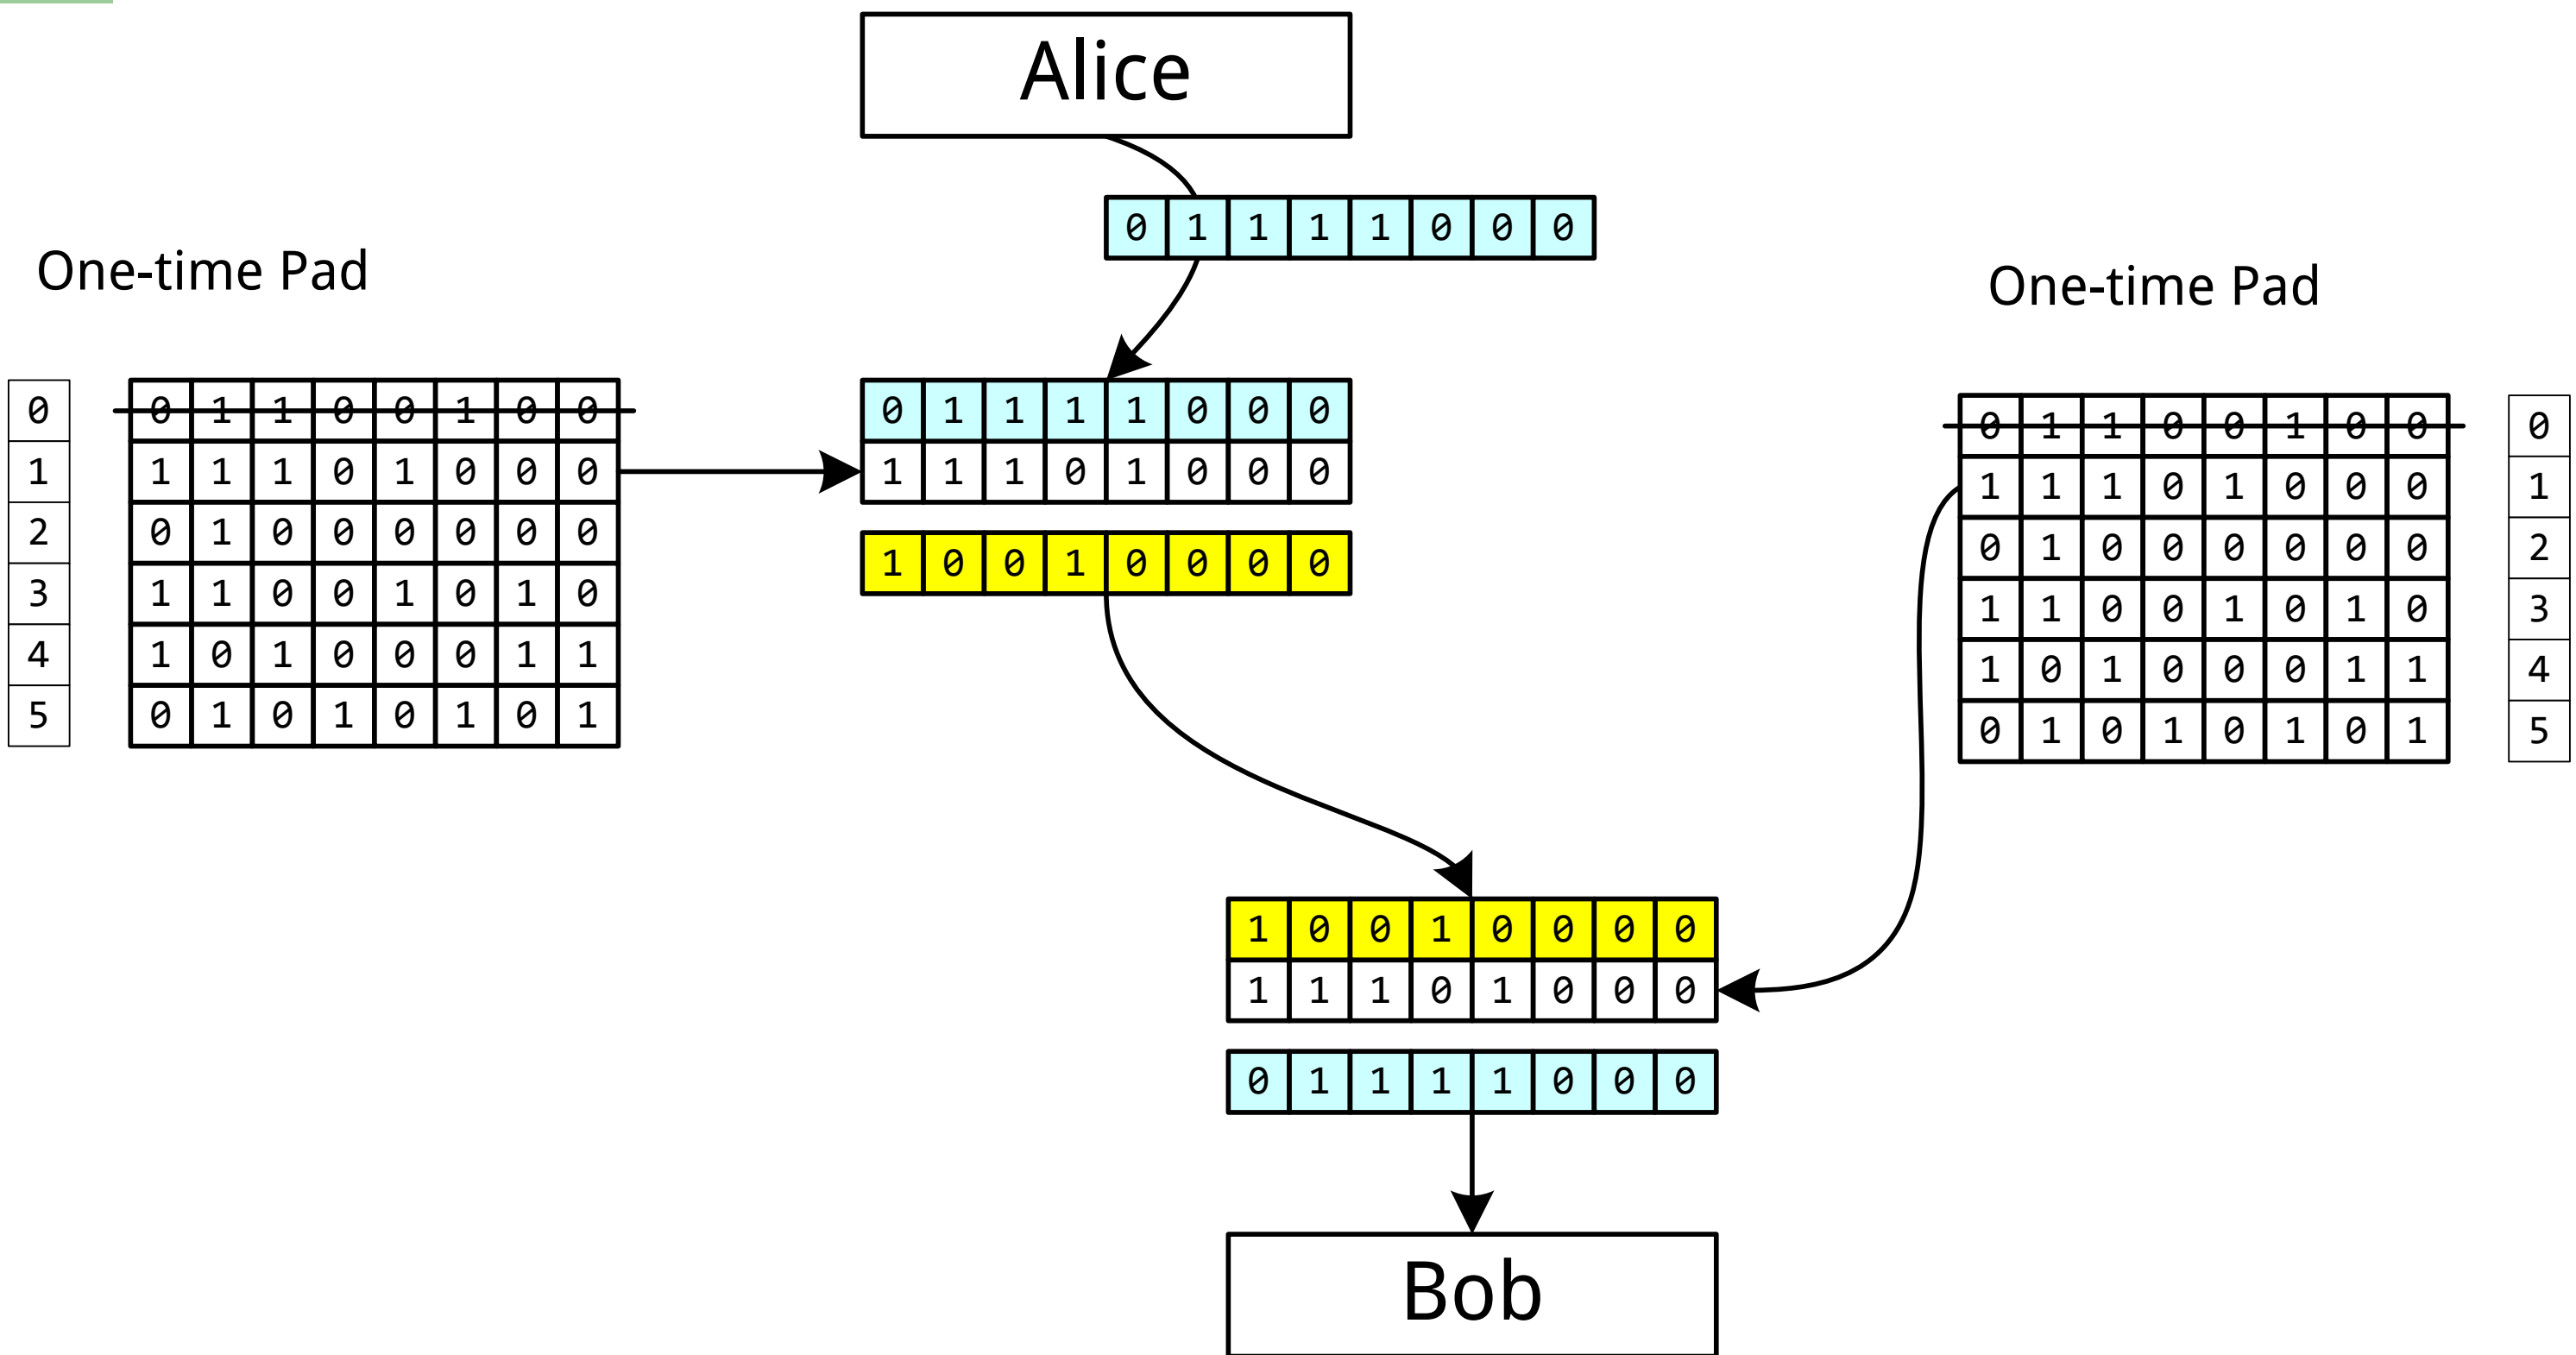 Alice
0 1 1 1 1 0 0 0
One-time Pad
0 0 1 1 0 0 1 0 0
1 1 1 1 0 1 0 0 0
2 0 1 0 0 0 0 0 0
3 1 1 0 0 1 0 1 0
4 1 0 1 0 0 0 1 1
5 0 1 0 1 0 1 0 1
0 1 1 1 1 0 0 0
1 1 1 0 1 0 0 0
1 0 0 1 0 0 0 0
One-time Pad
0 1 1 0 0 1 0 0 0
1 1 1 0 1 0 0 0 1
0 1 0 0 0 0 0 0 2
1 1 0 0 1 0 1 0 3
1 0 1 0 0 0 1 1 4
0 1 0 1 0 1 0 1 5
1 0 0 1 0 0 0 0
1 1 1 0 1 0 0 0
0 1 1 1 1 0 0 0
Bob